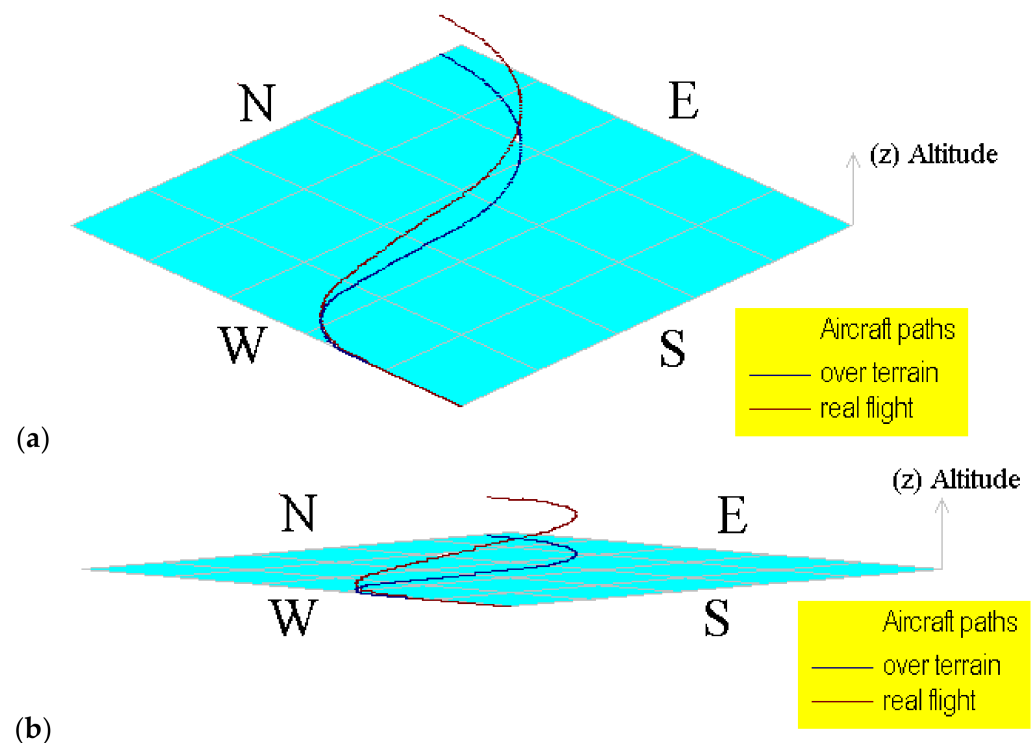 N
E
(z) Altitude
W
S
Aircraft paths
over terrain
real flight
(a)
(z) Altitude
N
E
W
S
Aircraft paths
over terrain
real flight
(b)